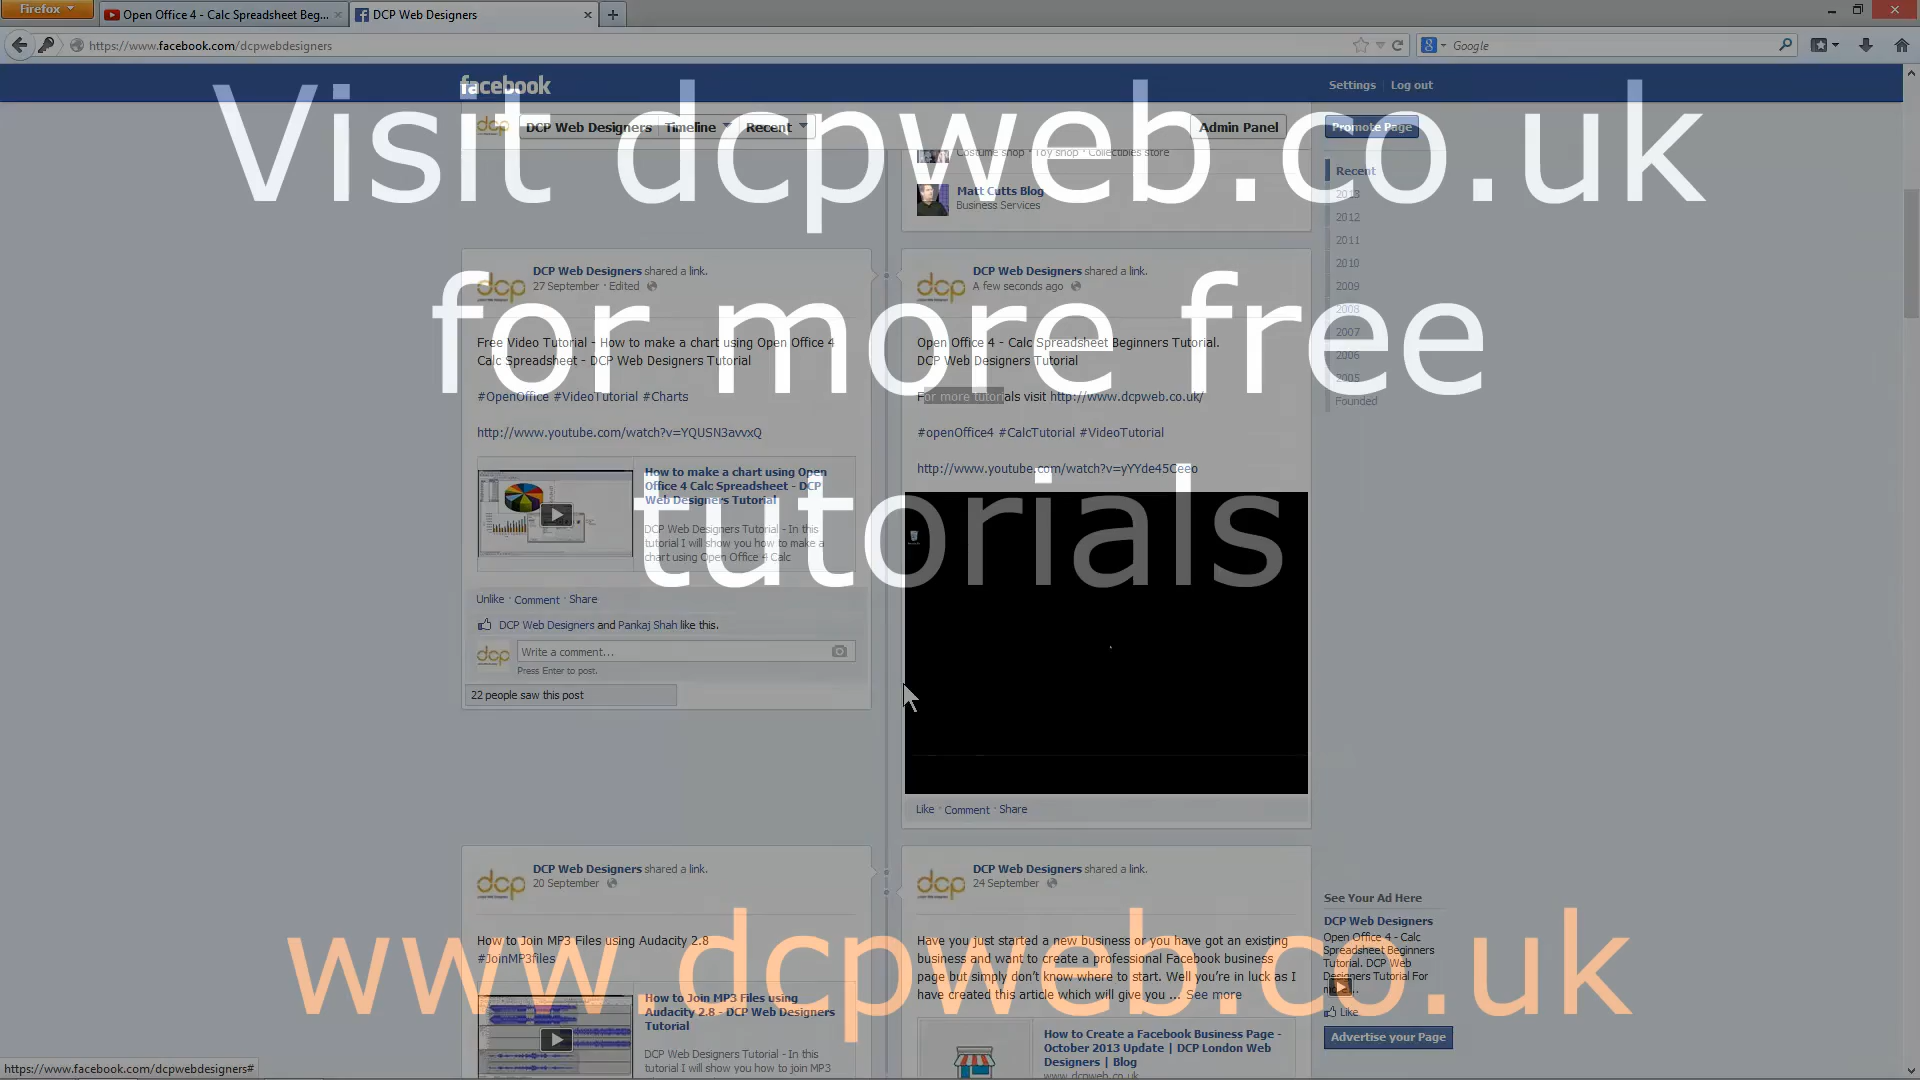 Firefox
Open Office 4 - Calc Spreadsheet Beg...
DCP Web Designers
https://www.facebook.com/dcpwebdesigners
Google
facebook
Settings
Log out
Visit dcpweb.co.uk
for more free
tutorials
www.dcpweb.co.uk
dcp
DCP Web Designers
Timeline
Recent
Admin Panel
Promote Page
Costume shop · Toy shop · Collectibles store
Matt Cutts Blog
Business Services
Recent
2013
2012
2011
2010
2009
2008
2007
2006
2005
Founded
dcp
DCP Web Designers shared a link.
27 September · Edited
Free Video Tutorial - How to make a chart using Open Office 4
Calc Spreadsheet - DCP Web Designers Tutorial
#OpenOffice #VideoTutorial #Charts
http://www.youtube.com/watch?v=YQUSN3avvxQ
How to make a chart using Open
Office 4 Calc Spreadsheet - DCP
Web Designers Tutorial
DCP Web Designers Tutorial - In this
tutorial I will show you how to make a
chart using Open Office 4 Calc
Unlike · Comment · Share
DCP Web Designers and Pankaj Shah like this.
dcp
Write a comment...
Press Enter to post.
22 people saw this post
dcp
DCP Web Designers shared a link.
A few seconds ago
Open Office 4 - Calc Spreadsheet Beginners Tutorial.
DCP Web Designers Tutorial
For more tutorials visit http://www.dcpweb.co.uk/
#openOffice4 #CalcTutorial #VideoTutorial
http://www.youtube.com/watch?v=yYYde45Ceeo
Like · Comment · Share
dcp
DCP Web Designers shared a link.
20 September
How to Join MP3 Files using Audacity 2.8
#JoinMP3files
How to Join MP3 Files using
Audacity 2.8 - DCP Web Designers
Tutorial
DCP Web Designers Tutorial - In this
tutorial I will show you how to join MP3
dcp
DCP Web Designers shared a link.
24 September
Have you just started a new business or you have got an existing
business and want to create a professional Facebook business
page but simply don't know where to start. Well you're in luck as I
have created this article which will give you ... See more
How to Create a Facebook Business Page -
October 2013 Update | DCP London Web
Designers | Blog
www.dcpweb.co.uk
See Your Ad Here
DCP Web Designers
Open Office 4 - Calc
Spreadsheet Beginners
Tutorial. DCP Web
Designers Tutorial For
Like
Advertise your Page
https://www.facebook.com/dcpwebdesigners#